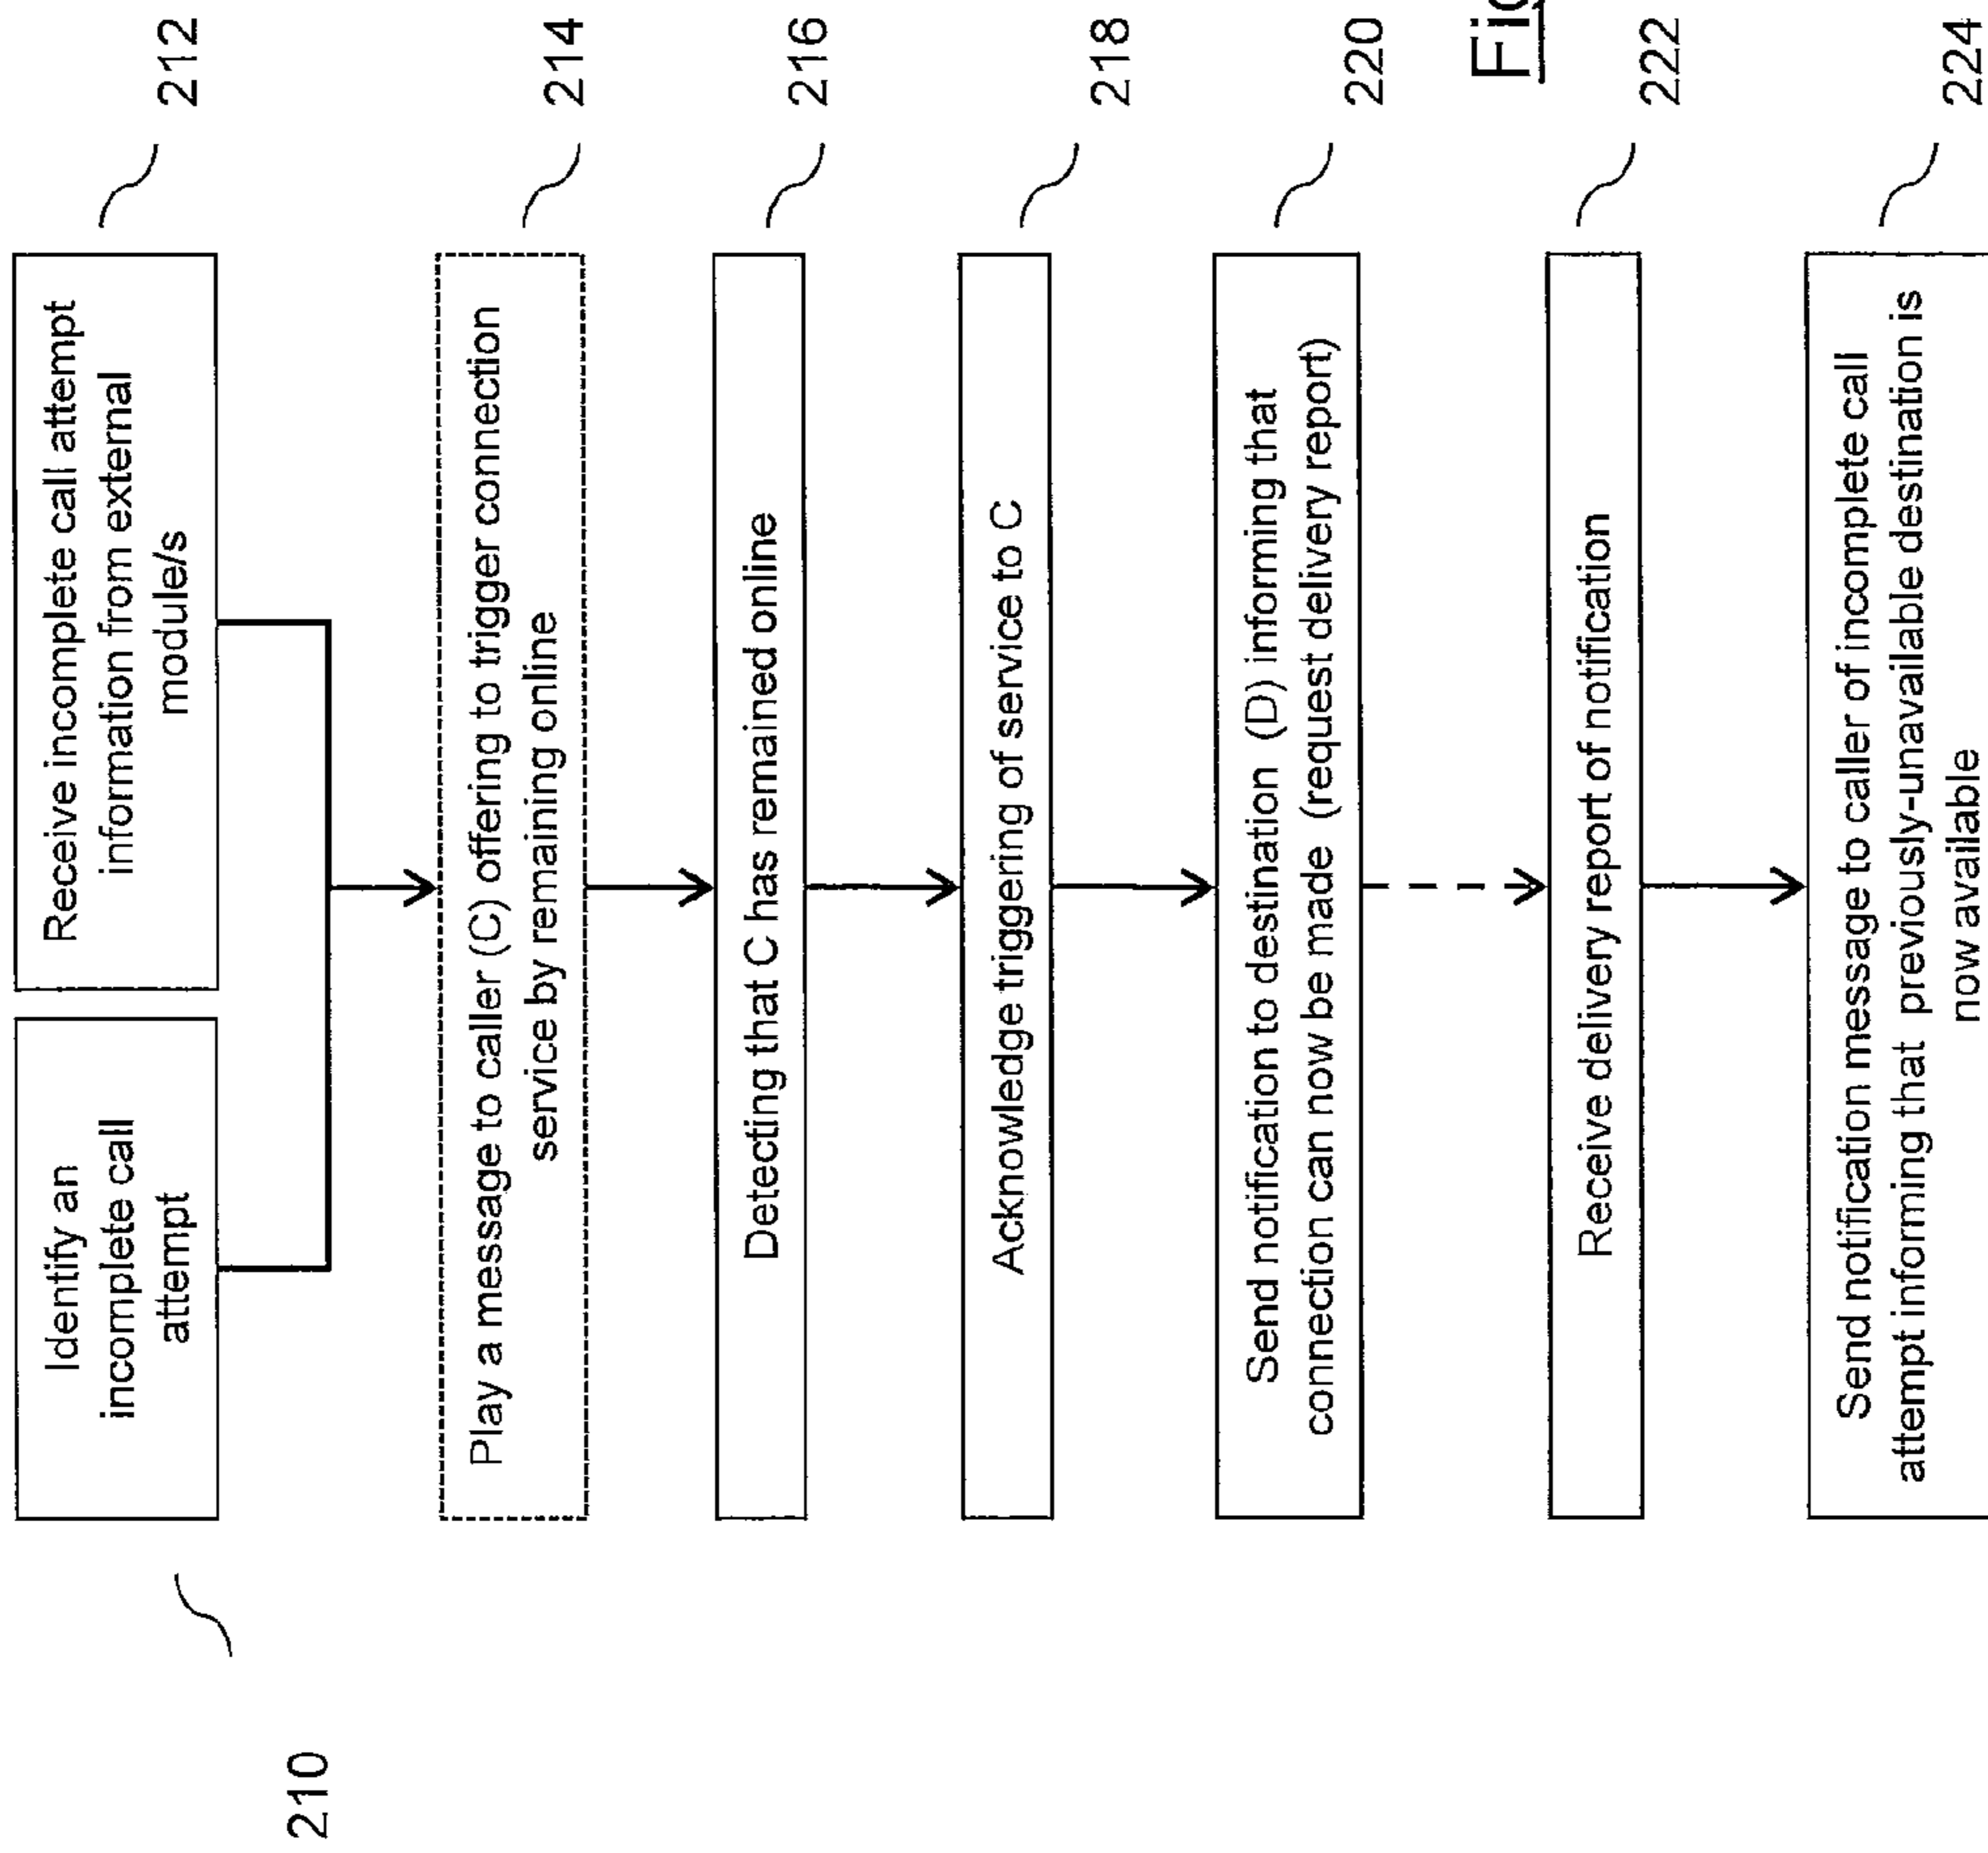 210
Identify an
incomplete call
attempt
Receive incomplete call attempt
information from external
module/s
212
Play a message to caller (C) offering to trigger connection
service by remaining online
214
Detecting that C has remained online
216
Acknowledge triggering of service to C
218
Send notification to destination (D) informing that
connection can now be made (request delivery report)
220
Receive delivery report of notification
222
Send notification message to caller of incomplete call
attempt informing that previously-unavailable destination is
now available
224